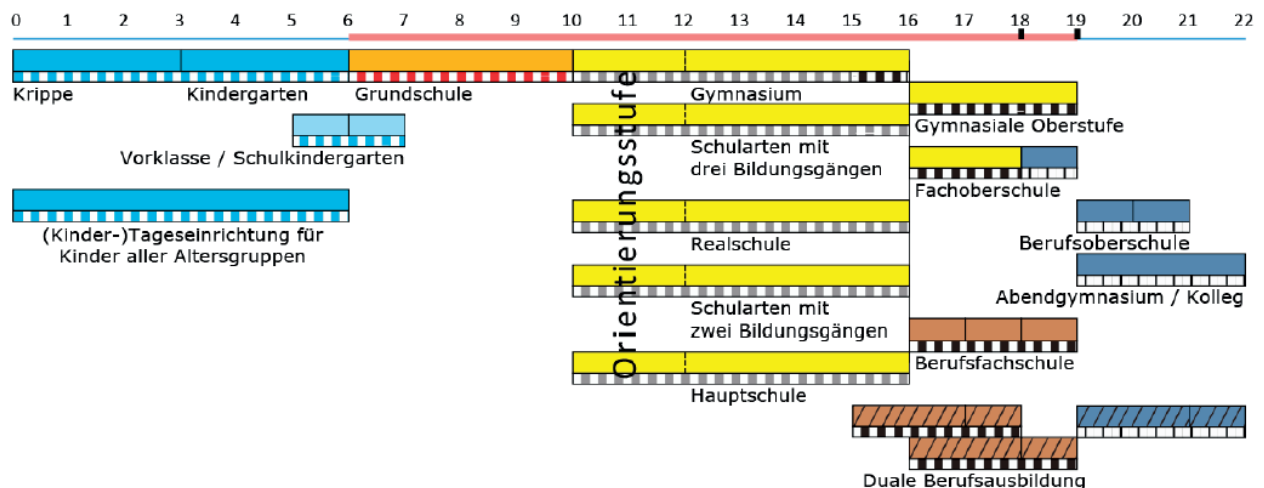 0 1 2 3 4 5 6 7 8 9 10 11 12 13 14 15 16 17 18 19 20 21 22
Krippe
Kindergarten
Grundschule
Gymnasium
Gymnasiale Oberstufe
Vorklasse / Schulkindergarten
Schularten mit
drei Bildungsgängen
Fachoberschule
(Kinder-)Tageseinrichtung für
Kinder aller Altersgruppen
Orientierungsstufe
Realschule
Berufsoberschule
Schularten mit
zwei Bildungsgängen
Abendgymnasium / Kolleg
Berufsfachschule
Hauptschule
Duale Berufsausbildung